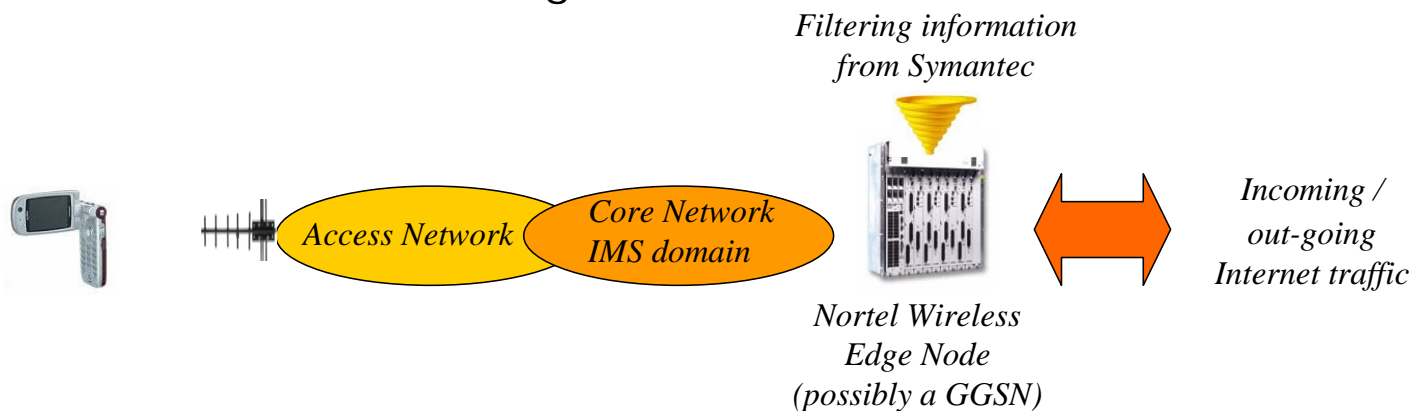 Filtering information
from Symantec
Access Network
Core Network
IMS domain
Incoming /
out-going
Internet traffic
Nortel Wireless
Edge Node
(possibly a GGSN)